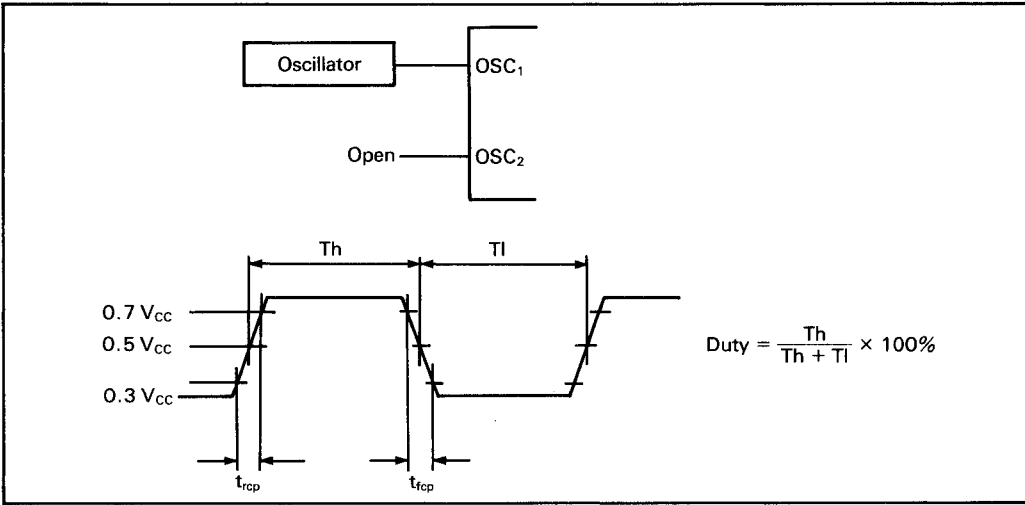 Oscillator
OSC₁
Open
OSC₂
Th
Tl
0.7 V_CC
0.5 V_CC
0.3 V_CC
Duty = Th / (Th + Tl) × 100%
t_rcp
t_fcp